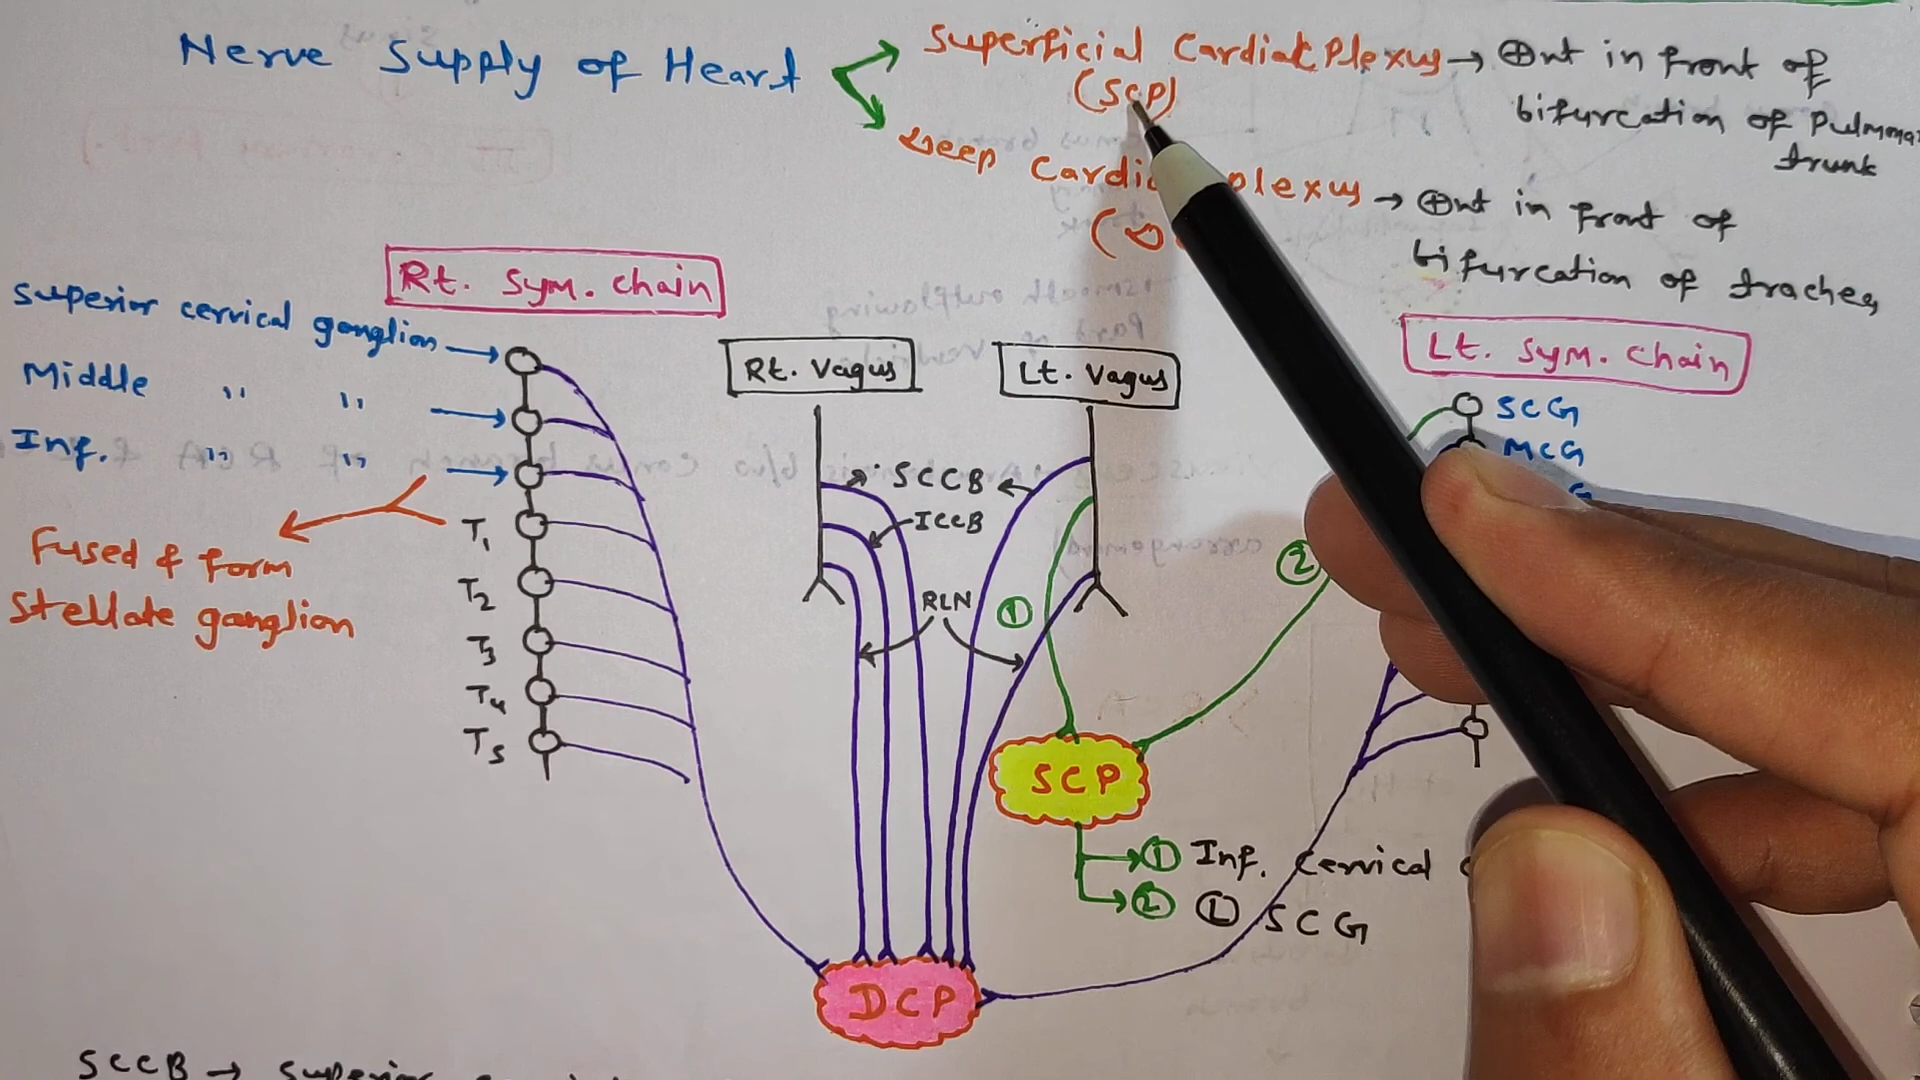 Nerve Supply of Heart
Superficial Cardiac Plexus → ⊕nt in front of
(SCP)
bifurcation of Pulmona
trunk
Deep Cardi plexus → ⊕nt in front of
(D
bifurcation of trachea
Rt. Sym. chain
Lt. Sym. chain
Superior cervical ganglion →
Middle " " →
Inf. " " →
Fused & form
Stellate ganglion
T1
T2
T3
T4
T5
Rt. Vagus
Lt. Vagus
SCCB
ICCB
RLN
①
②
SCG
MCG
G
SCP
① Inf. Cervical c
② Ⓛ SCG
DCP
SCCB → Superior